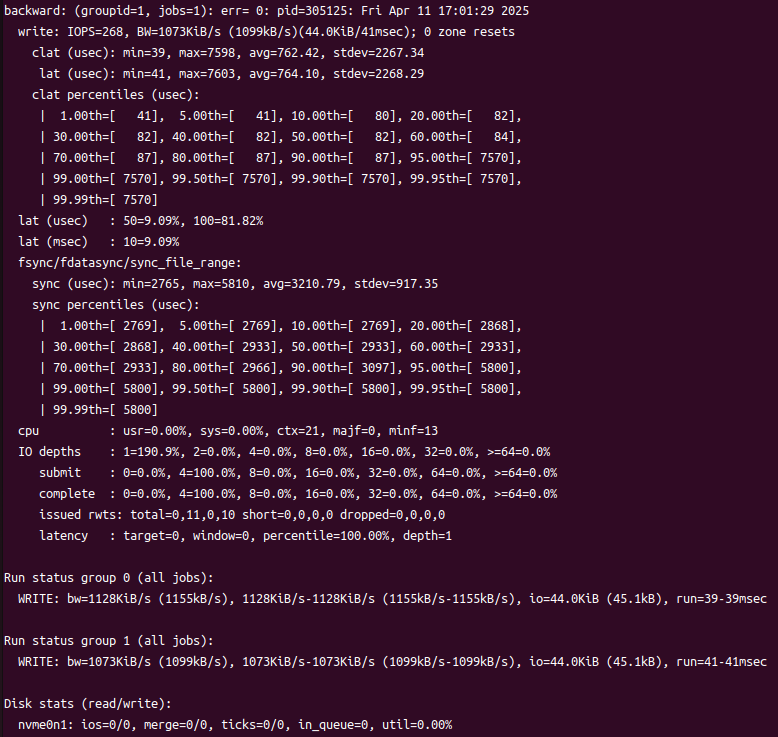 backward: (groupid=1, jobs=1): err= 0: pid=305125: Fri Apr 11 17:01:29 2025
  write: IOPS=268, BW=1073KiB/s (1099kB/s)(44.0KiB/41msec); 0 zone resets
    clat (usec): min=39, max=7598, avg=762.42, stdev=2267.34
     lat (usec): min=41, max=7603, avg=764.10, stdev=2268.29
    clat percentiles (usec):
     |  1.00th=[   41],  5.00th=[   41], 10.00th=[   80], 20.00th=[   82],
     | 30.00th=[   82], 40.00th=[   82], 50.00th=[   82], 60.00th=[   84],
     | 70.00th=[   87], 80.00th=[   87], 90.00th=[   87], 95.00th=[ 7570],
     | 99.00th=[ 7570], 99.50th=[ 7570], 99.90th=[ 7570], 99.95th=[ 7570],
     | 99.99th=[ 7570]
  lat (usec)   : 50=9.09%, 100=81.82%
  lat (msec)   : 10=9.09%
  fsync/fdatasync/sync_file_range:
    sync (usec): min=2765, max=5810, avg=3210.79, stdev=917.35
    sync percentiles (usec):
     |  1.00th=[ 2769],  5.00th=[ 2769], 10.00th=[ 2769], 20.00th=[ 2868],
     | 30.00th=[ 2868], 40.00th=[ 2933], 50.00th=[ 2933], 60.00th=[ 2933],
     | 70.00th=[ 2933], 80.00th=[ 2966], 90.00th=[ 3097], 95.00th=[ 5800],
     | 99.00th=[ 5800], 99.50th=[ 5800], 99.90th=[ 5800], 99.95th=[ 5800],
     | 99.99th=[ 5800]
  cpu          : usr=0.00%, sys=0.00%, ctx=21, majf=0, minf=13
  IO depths    : 1=190.9%, 2=0.0%, 4=0.0%, 8=0.0%, 16=0.0%, 32=0.0%, >=64=0.0%
     submit    : 0=0.0%, 4=100.0%, 8=0.0%, 16=0.0%, 32=0.0%, 64=0.0%, >=64=0.0%
     complete  : 0=0.0%, 4=100.0%, 8=0.0%, 16=0.0%, 32=0.0%, 64=0.0%, >=64=0.0%
     issued rwts: total=0,11,0,10 short=0,0,0,0 dropped=0,0,0,0
     latency   : target=0, window=0, percentile=100.00%, depth=1

Run status group 0 (all jobs):
  WRITE: bw=1128KiB/s (1155kB/s), 1128KiB/s-1128KiB/s (1155kB/s-1155kB/s), io=44.0KiB (45.1kB), run=39-39msec

Run status group 1 (all jobs):
  WRITE: bw=1073KiB/s (1099kB/s), 1073KiB/s-1073KiB/s (1099kB/s-1099kB/s), io=44.0KiB (45.1kB), run=41-41msec

Disk stats (read/write):
  nvme0n1: ios=0/0, merge=0/0, ticks=0/0, in_queue=0, util=0.00%